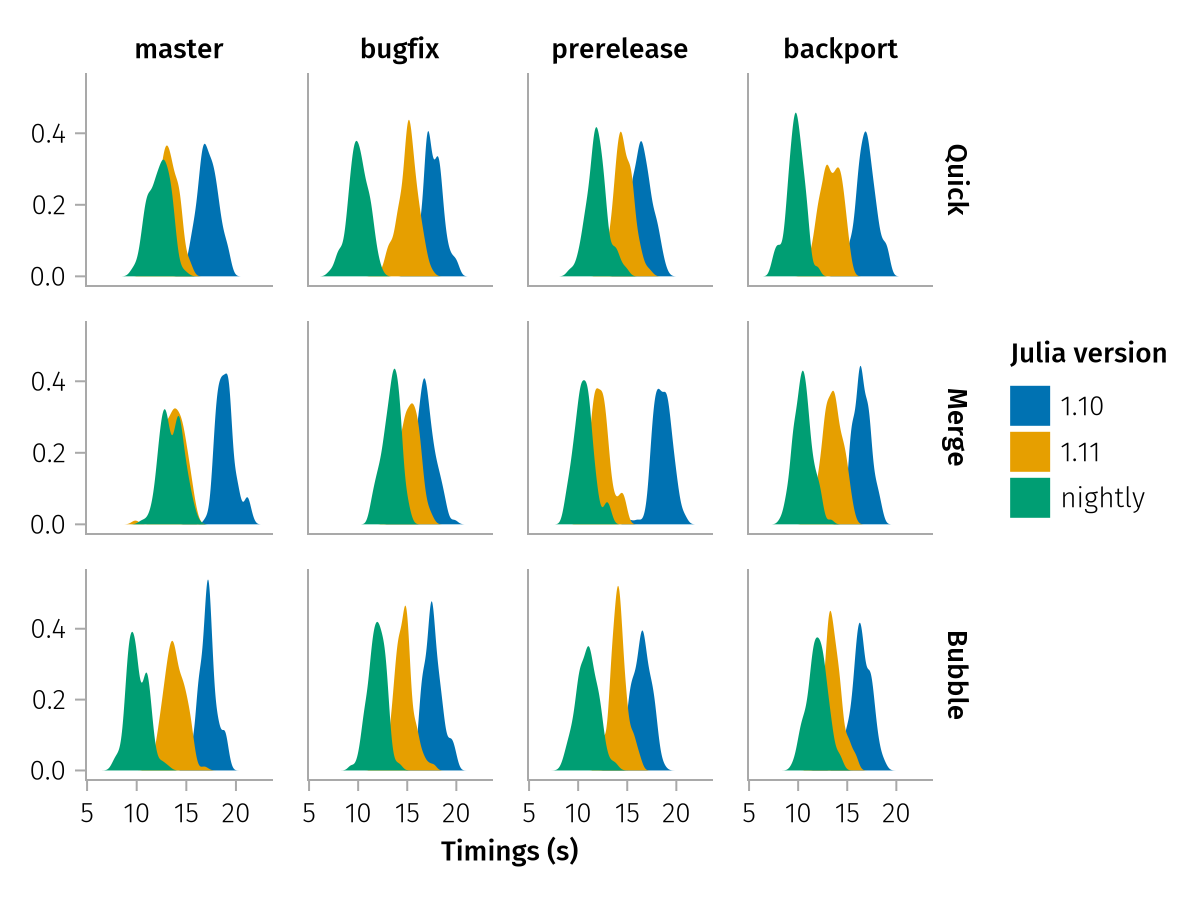 master bugfix prerelease backport
0.4
0.2
0.0
Quick
0.4
0.2
0.0
Merge
Julia version
1.10
1.11
nightly
0.4
0.2
0.0
Bubble
5 10 15 20 5 10 15 20 5 10 15 20 5 10 15 20
Timings (s)